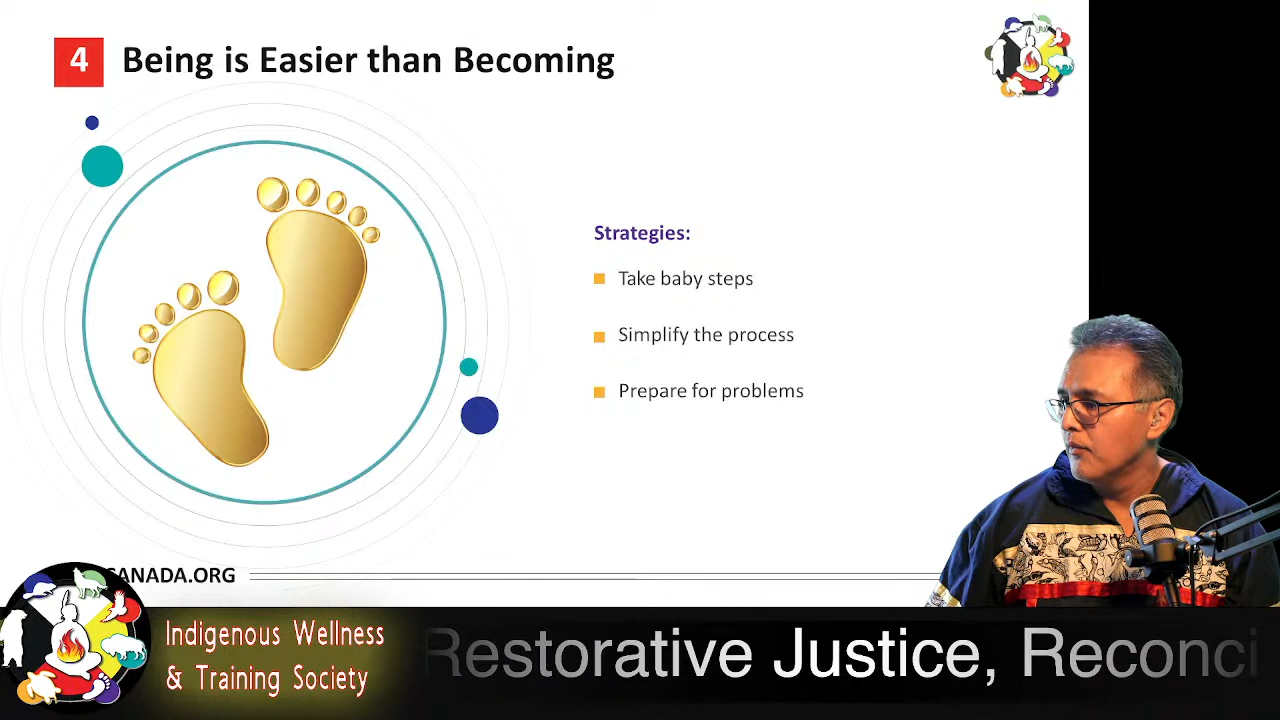 4 Being is Easier than Becoming
Strategies:
Take baby steps
Simplify the process
Prepare for problems
CANADA.ORG
Indigenous Wellness
& Training Society
Restorative Justice, Reconci